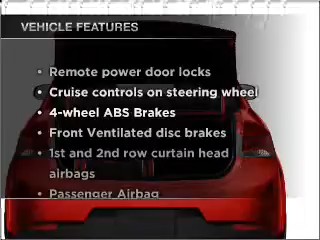 VEHICLE FEATURES
• Remote power door locks
• Cruise controls on steering wheel
• 4-wheel ABS Brakes
• Front Ventilated disc brakes
• 1st and 2nd row curtain head
airbags
• Passenger Airbag